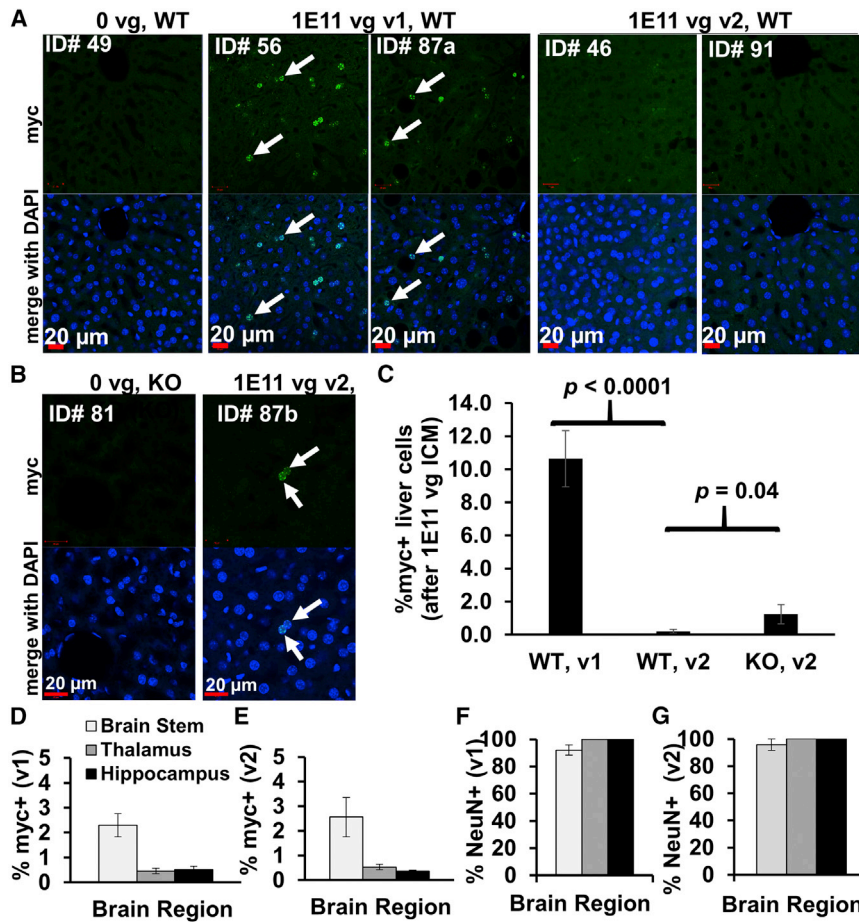 A
0 vg, WT
1E11 vg v1, WT
1E11 vg v2, WT
ID# 49
ID# 56
ID# 87a
ID# 46
ID# 91
myc
merge with DAPI
20 µm
20 µm
20 µm
20 µm
20 µm
B
0 vg, KO
1E11 vg v2,
ID# 81
ID# 87b
myc
merge with DAPI
20 µm
20 µm
C
p < 0.0001
p = 0.04
%myc+ liver cells
(after 1E11 vg ICM)
14.0
12.0
10.0
8.0
6.0
4.0
2.0
0.0
WT, v1
WT, v2
KO, v2
D
Brain Stem
Thalamus
Hippocampus
% myc+ (v1)
5
4
3
2
1
0
Brain Region
E
% myc+ (v2)
5
4
3
2
1
0
Brain Region
F
% NeuN+ (v1)
100
80
60
40
20
0
Brain Region
G
% NeuN+ (v2)
100
80
60
40
20
0
Brain Region